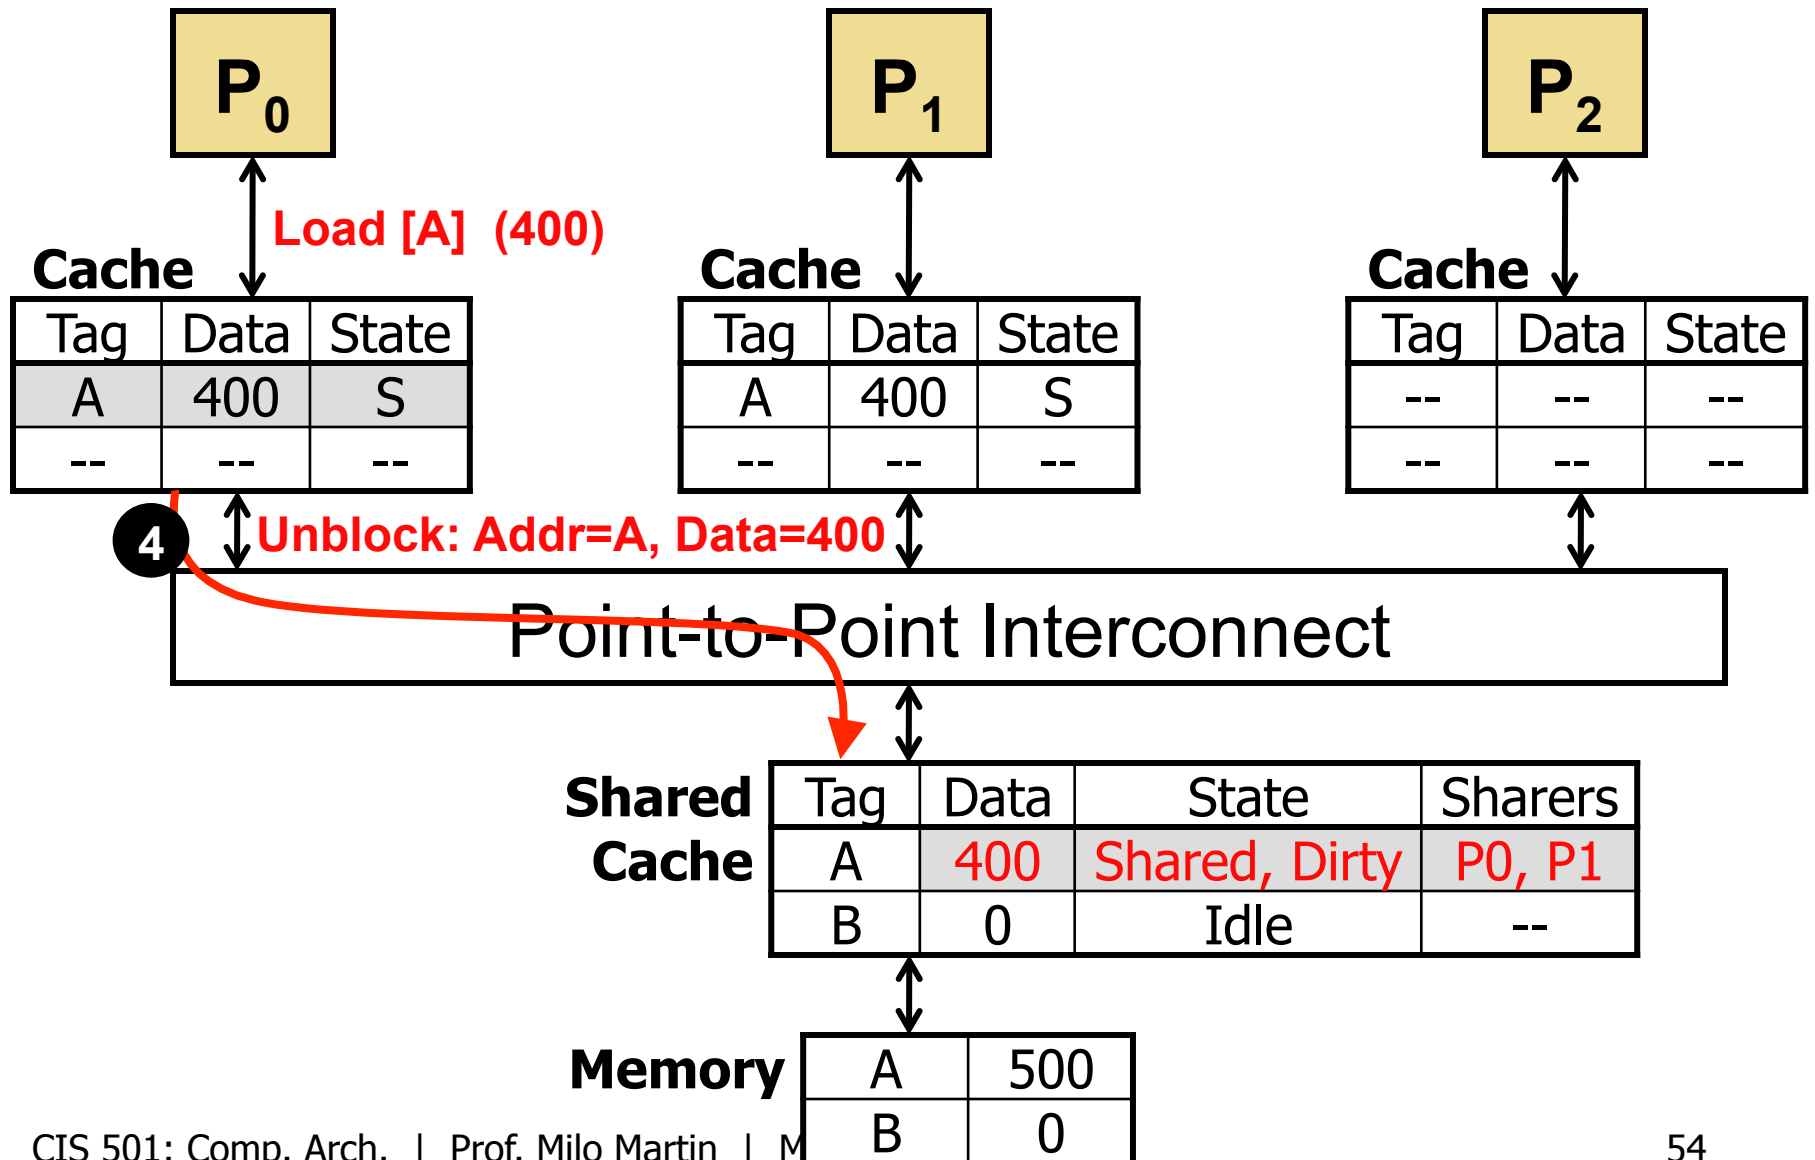 P0 P1 P2
Load [A] (400)
Cache Cache Cache
Tag Data State Tag Data State Tag Data State
A 400 S A 400 S -- -- --
-- -- -- -- -- -- -- -- --
4 Unblock: Addr=A, Data=400
Point-to-Point Interconnect
Shared Tag Data State Sharers
Cache A 400 Shared, Dirty P0, P1
B 0 Idle --
Memory A 500
B 0
CIS 501: Comp. Arch. | Prof. Milo Martin | M 54